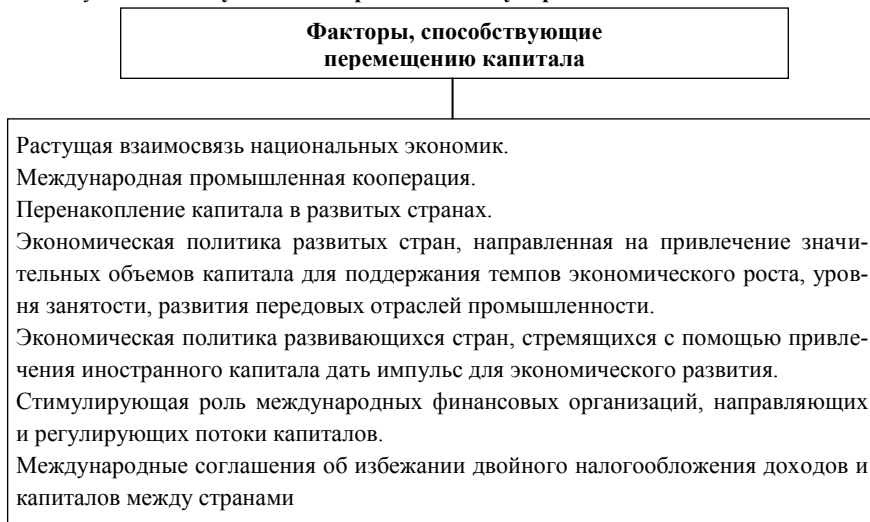 Факторы, способствующие
перемещению капитала
Растущая взаимосвязь национальных экономик.
Международная промышленная кооперация.
Перенакопление капитала в развитых странах.
Экономическая политика развитых стран, направленная на привлечение значи-
тельных объемов капитала для поддержания темпов экономического роста, уров-
ня занятости, развития передовых отраслей промышленности.
Экономическая политика развивающихся стран, стремящихся с помощью привле-
чения иностранного капитала дать импульс для экономического развития.
Стимулирующая роль международных финансовых организаций, направляющих
и регулирующих потоки капиталов.
Международные соглашения об избежании двойного налогообложения доходов и
капиталов между странами